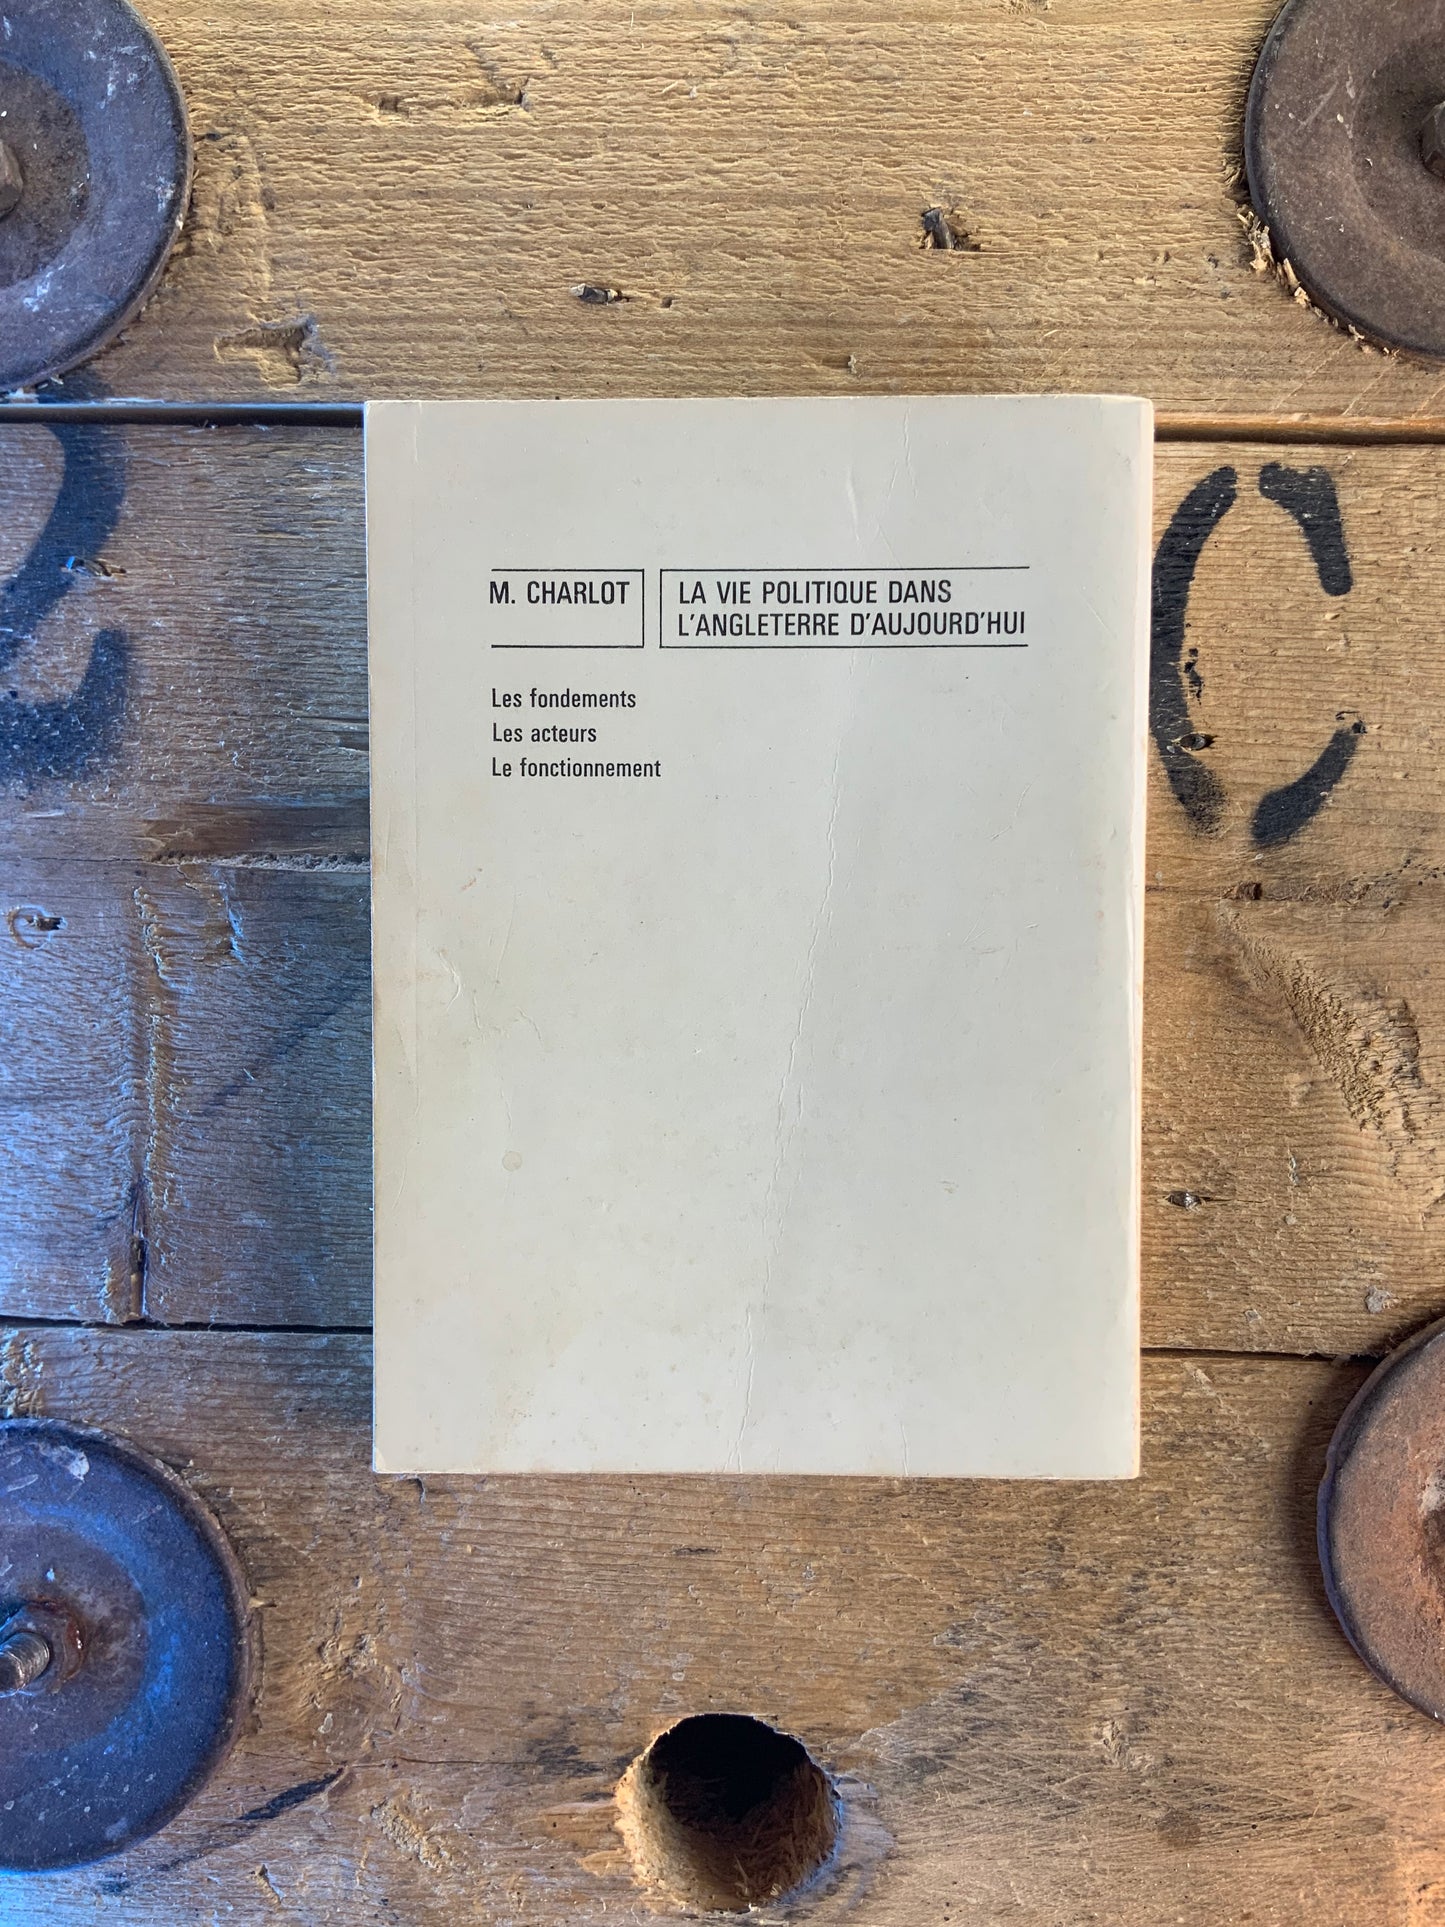 M. CHARLOT
LA VIE POLITIQUE DANS
L'ANGLETERRE D'AUJOURD'HUI
Les fondements
Les acteurs
Le fonctionnement
C